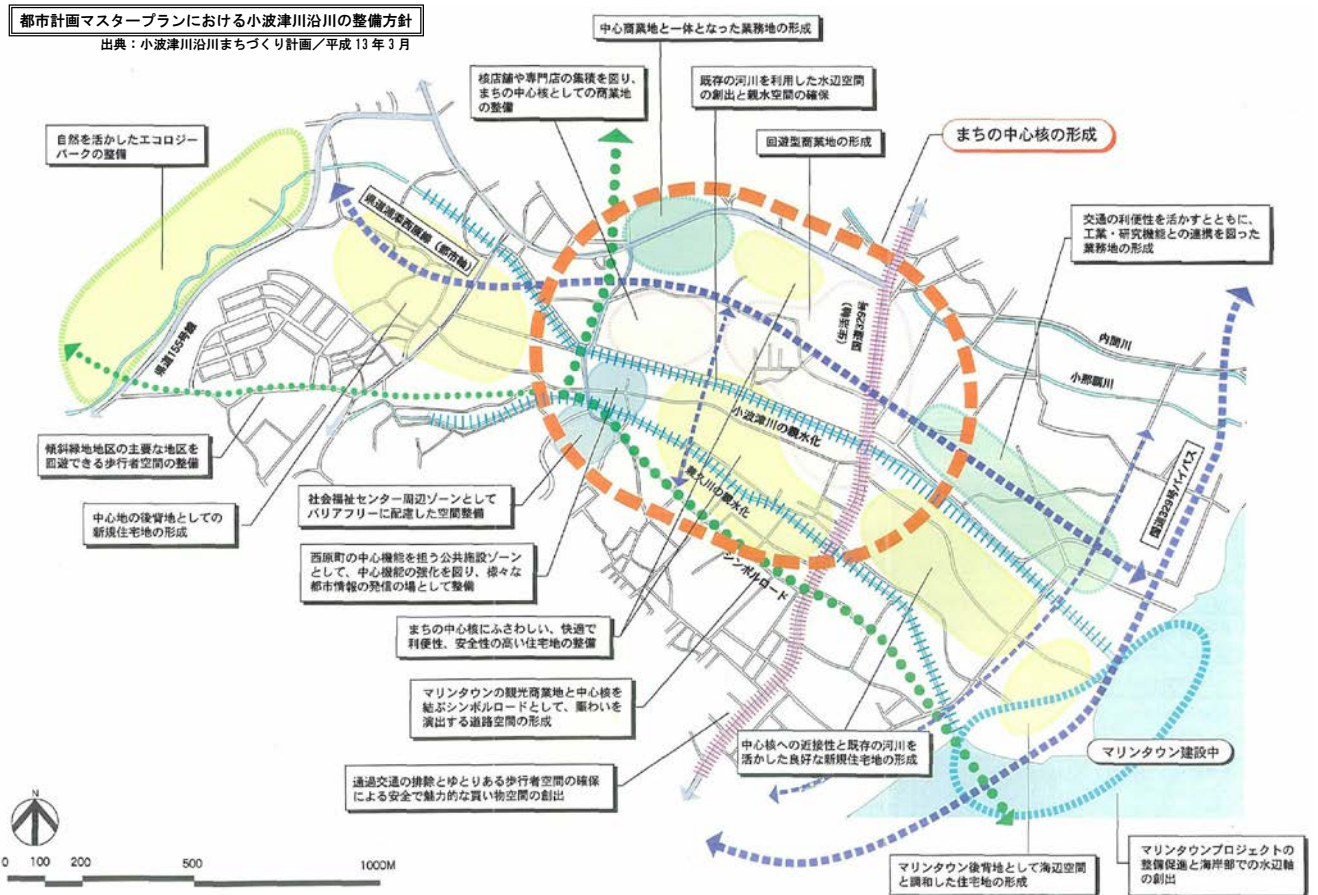 都市計画マスタープランにおける小波津川沿川の整備方針
出典：小波津川沿川まちづくり計画／平成13年3月
中心商業地と一体となった業務地の形成
核店舗や専門店の集積を図り、
まちの中心核としての商業地
の整備
既存の河川を利用した水辺空間
の創出と親水空間の確保
自然を活かしたエコロジー
パークの整備
回遊型商業地の形成
まちの中心核の形成
交通の利便性を活かすとともに、
工業・研究機能との連携を図った
業務地の形成
県道浦添西原線（都市軸）
国道329号
（生活軸）
県道155号線
内間川
小那覇川
小波津川の親水化
国道329号バイパス
傾斜緑地地区の主要な地区を
回遊できる歩行者空間の整備
中心地の後背地としての
新規住宅地の形成
社会福祉センター周辺ゾーンとして
バリアフリーに配慮した空間整備
西原町の中心機能を担う公共施設ゾーン
として、中心機能の強化を図り、様々な
都市情報の発信の場として整備
シンボルロード
まちの中心核にふさわしい、快適で
利便性、安全性の高い住宅地の整備
マリンタウンの観光商業地と中心核を
結ぶシンボルロードとして、賑わいを
演出する道路空間の形成
中心核への近接性と既存の河川を
活かした良好な新規住宅地の形成
マリンタウン建設中
通過交通の排除とゆとりある歩行者空間の確保
による安全で魅力的な買い物空間の創出
マリンタウン後背地として海辺空間
と調和した住宅地の形成
マリンタウンプロジェクトの
整備促進と海岸部での水辺軸
の創出
N
0 100 200 500 1000M